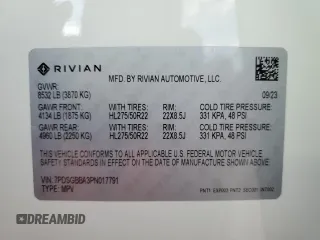 RIVIAN
MFD. BY RIVIAN AUTOMOTIVE, LLC.
GVWR:
8532 LB (3870 KG)
09/23
GAWR FRONT: WITH TIRES: RIM: COLD TIRE PRESSURE:
4134 LB (1875 KG) HL275/50R22 22X8.5J 331 KPA, 48 PSI
GAWR REAR: WITH TIRES: RIM: COLD TIRE PRESSURE:
4960 LB (2250 KG) HL275/50R22 22X8.5J 331 KPA, 48 PSI
THIS VEHICLE CONFORMS TO ALL APPLICABLE U.S. FEDERAL MOTOR VEHICLE
SAFETY STANDARDS IN EFFECT ON THE DATE OF MANUFACTURE SHOWN ABOVE.
VIN: 7PDSGBBA3PN017791
TYPE: MPV
DREAMBID